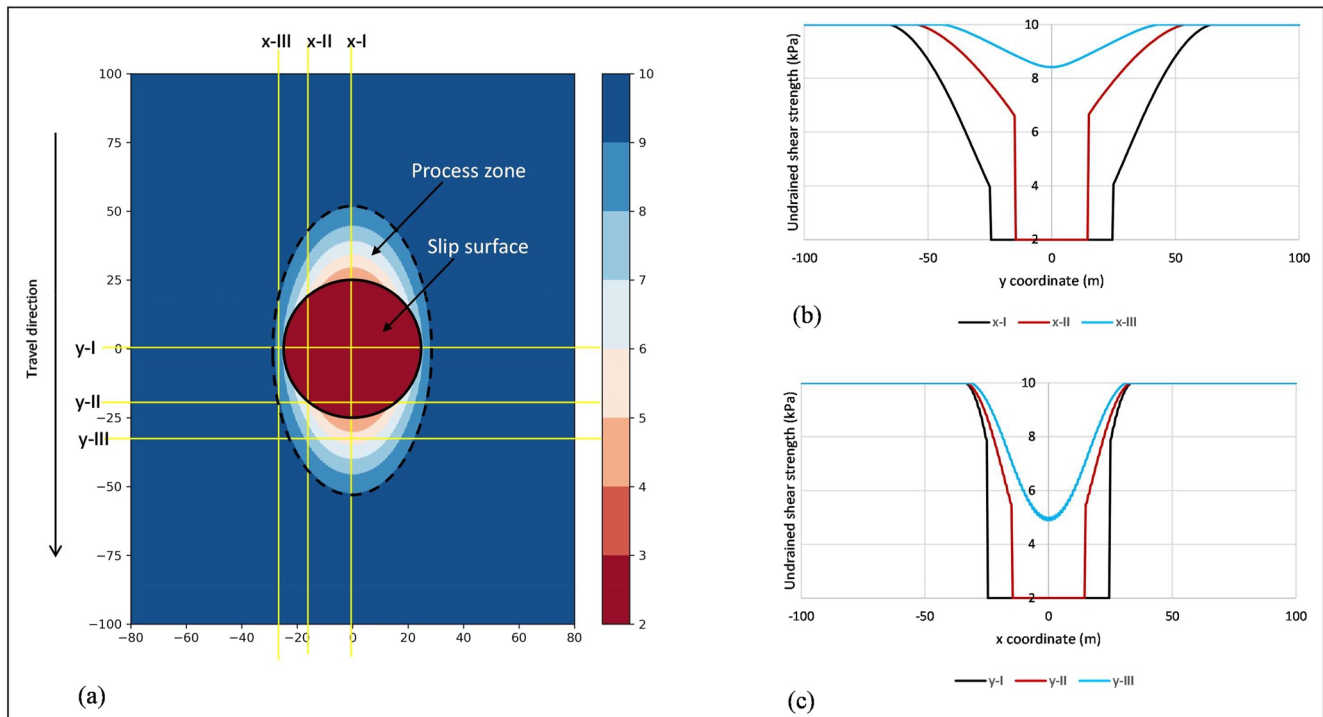 x-III x-II x-I
100
75
50
25
0
−25
−50
−75
−100
−80 −60 −40 −20 0 20 40 60 80
Travel direction
y-I
y-II
y-III
Process zone
Slip surface
10
9
8
7
6
5
4
3
2
(a)
Undrained shear strength (kPa)
10
8
6
4
2
-100 -50 0 50 100
y coordinate (m)
(b)
x-I x-II x-III
Undrained shear strength (kPa)
10
8
6
4
2
-100 -50 0 50 100
x coordinate (m)
y-I y-II y-III
(c)